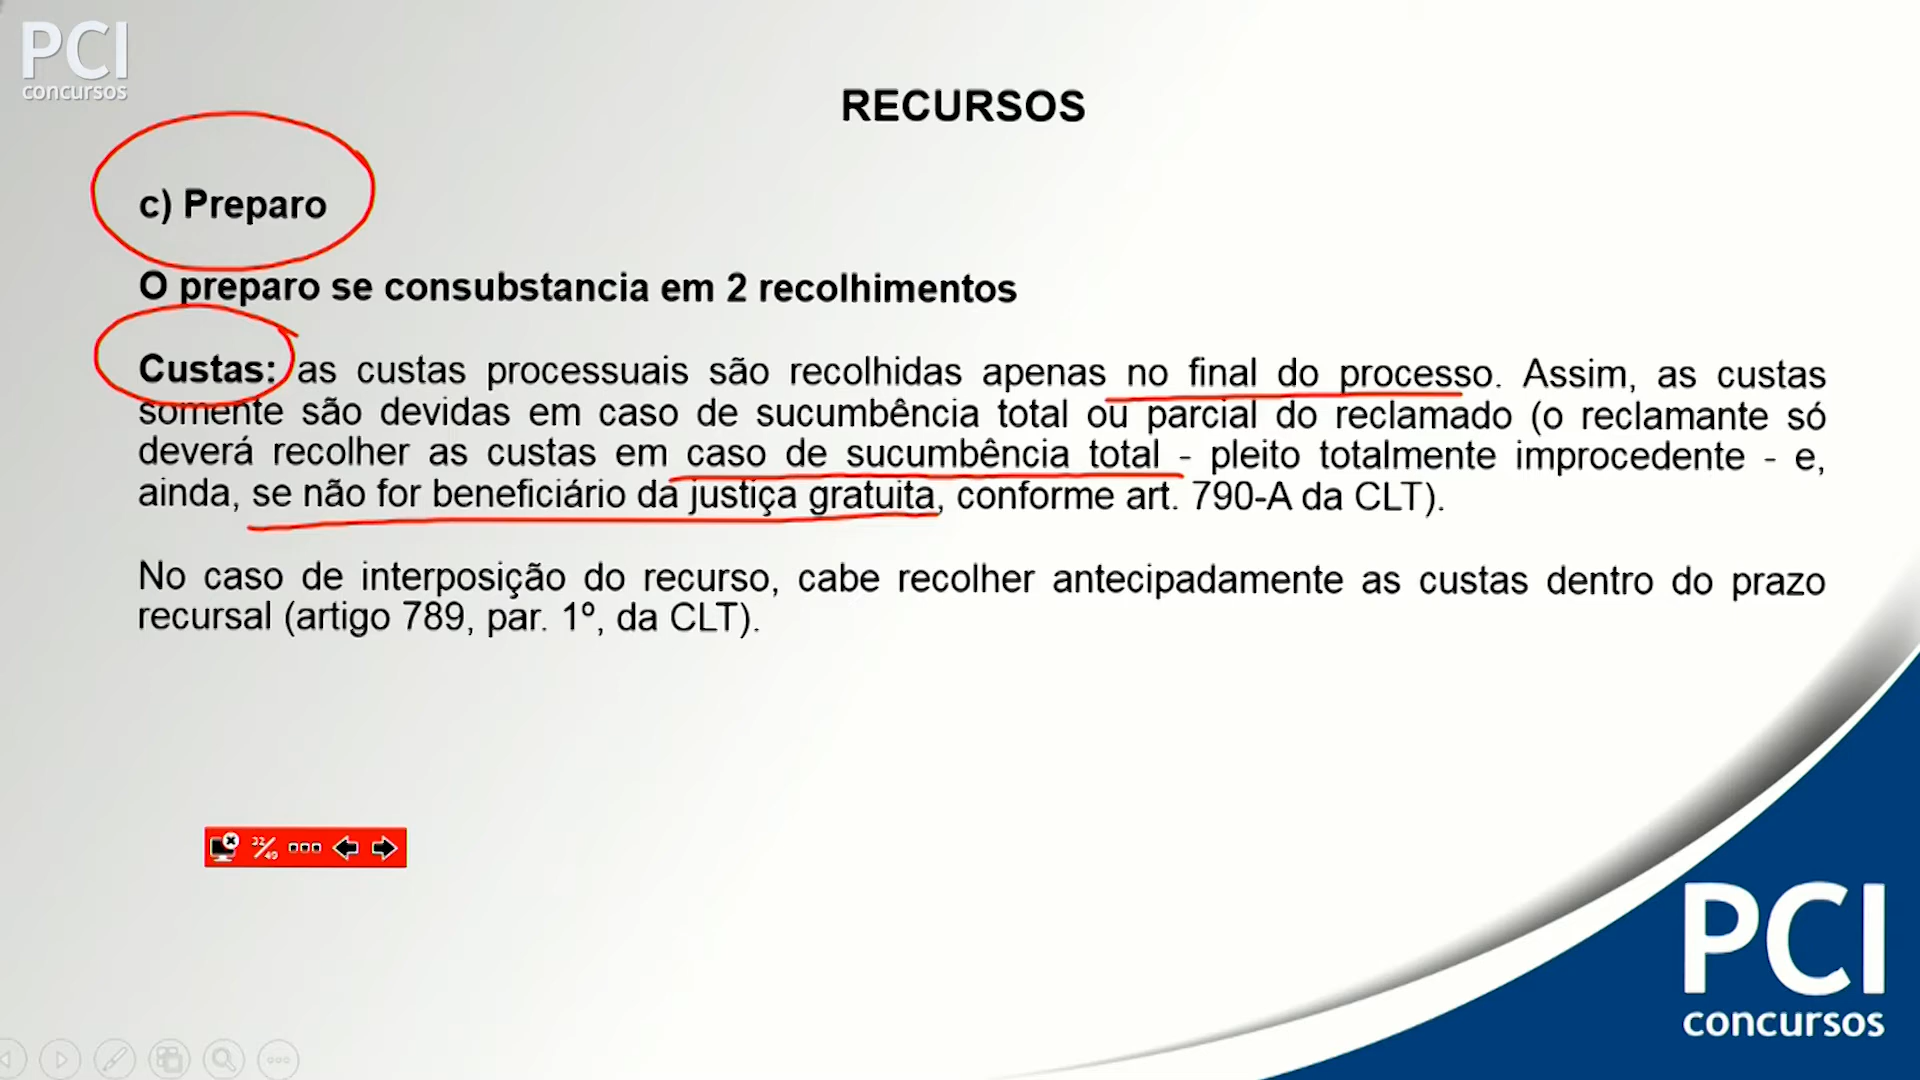 PCI
concursos
RECURSOS
c) Preparo
O preparo se consubstancia em 2 recolhimentos
Custas: as custas processuais são recolhidas apenas no final do processo. Assim, as custas
somente são devidas em caso de sucumbência total ou parcial do reclamado (o reclamante só
deverá recolher as custas em caso de sucumbência total - pleito totalmente improcedente - e,
ainda, se não for beneficiário da justiça gratuita, conforme art. 790-A da CLT).
No caso de interposição do recurso, cabe recolher antecipadamente as custas dentro do prazo
recursal (artigo 789, par. 1º, da CLT).
32/49
PCI
concursos